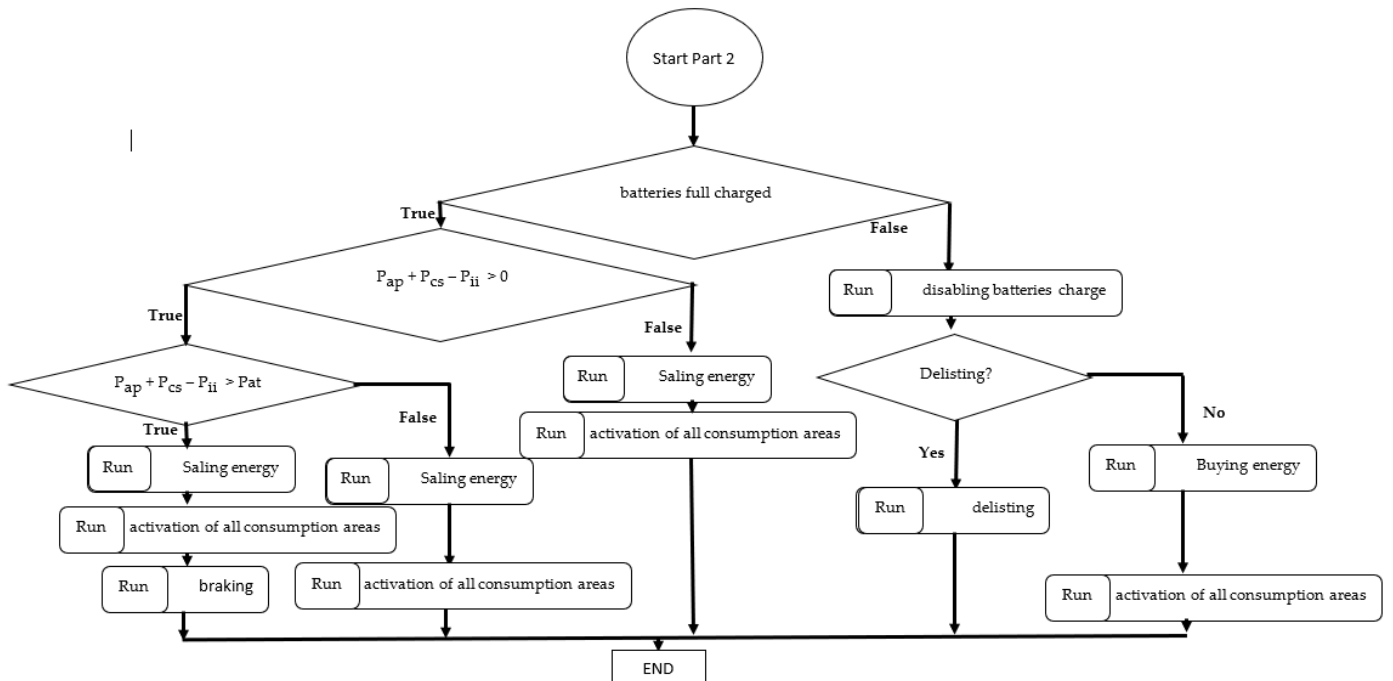 Start Part 2
batteries full charged
True
False
Pap + Pcs – Pii > 0
Run disabling batteries charge
True
False
Run Saling energy
Delisting?
Pap + Pcs – Pii > Pat
True
False
Run activation of all consumption areas
No
Run Saling energy
Run Saling energy
Yes
Run Buying energy
Run activation of all consumption areas
Run delisting
Run braking
Run activation of all consumption areas
Run activation of all consumption areas
END